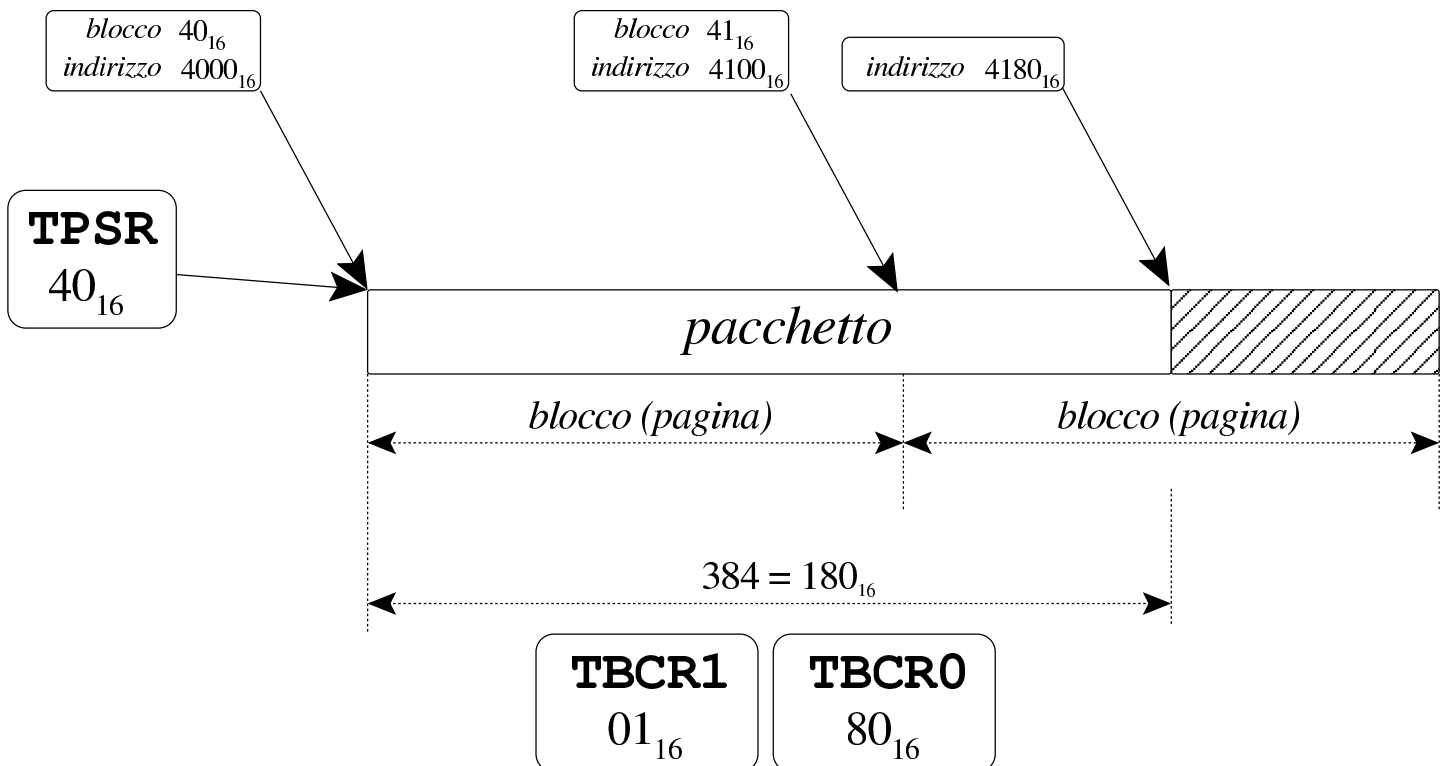 blocco 40₁₆
indirizzo 4000₁₆
blocco 41₁₆
indirizzo 4100₁₆
indirizzo 4180₁₆
TPSR
40₁₆
pacchetto
blocco (pagina)
blocco (pagina)
384 = 180₁₆
TBCR1
01₁₆
TBCR0
80₁₆